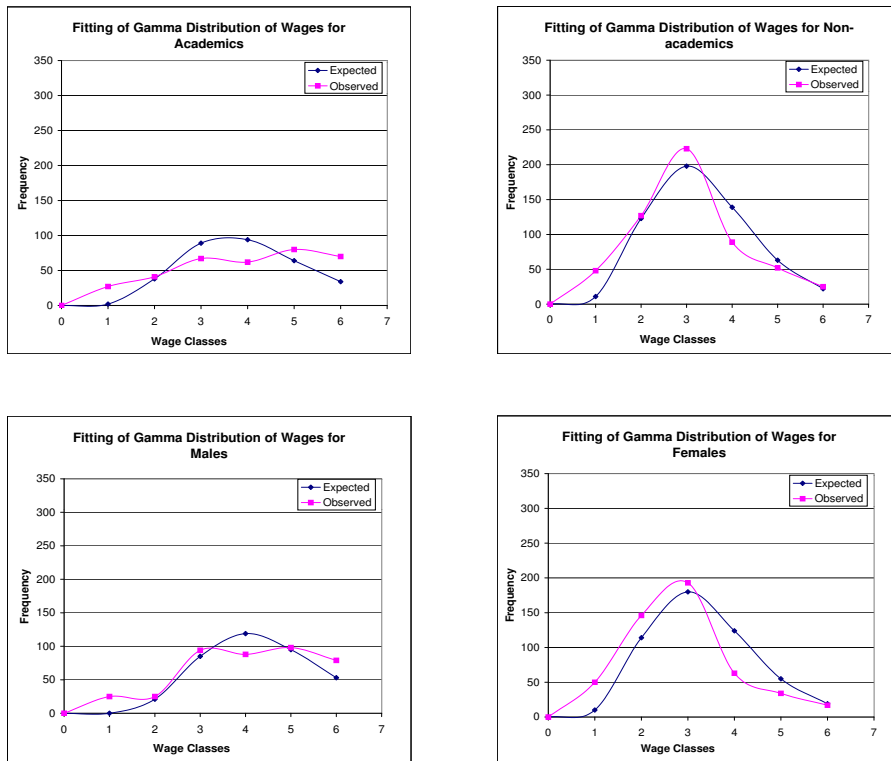 Fitting of Gamma Distribution of Wages for
Academics
Expected
Observed
350
300
250
200
150
100
50
0
Frequency
0 1 2 3 4 5 6 7
Wage Classes
Fitting of Gamma Distribution of Wages for Non-
academics
Expected
Observed
350
300
250
200
150
100
50
0
Frequency
0 1 2 3 4 5 6 7
Wage Classes
Fitting of Gamma Distribution of Wages for
Males
Expected
Observed
350
300
250
200
150
100
50
0
Frequency
0 1 2 3 4 5 6 7
Wage Classes
Fitting of Gamma Distribution of Wages for
Females
Expected
Observed
350
300
250
200
150
100
50
0
Frequency
0 1 2 3 4 5 6 7
Wage Classes